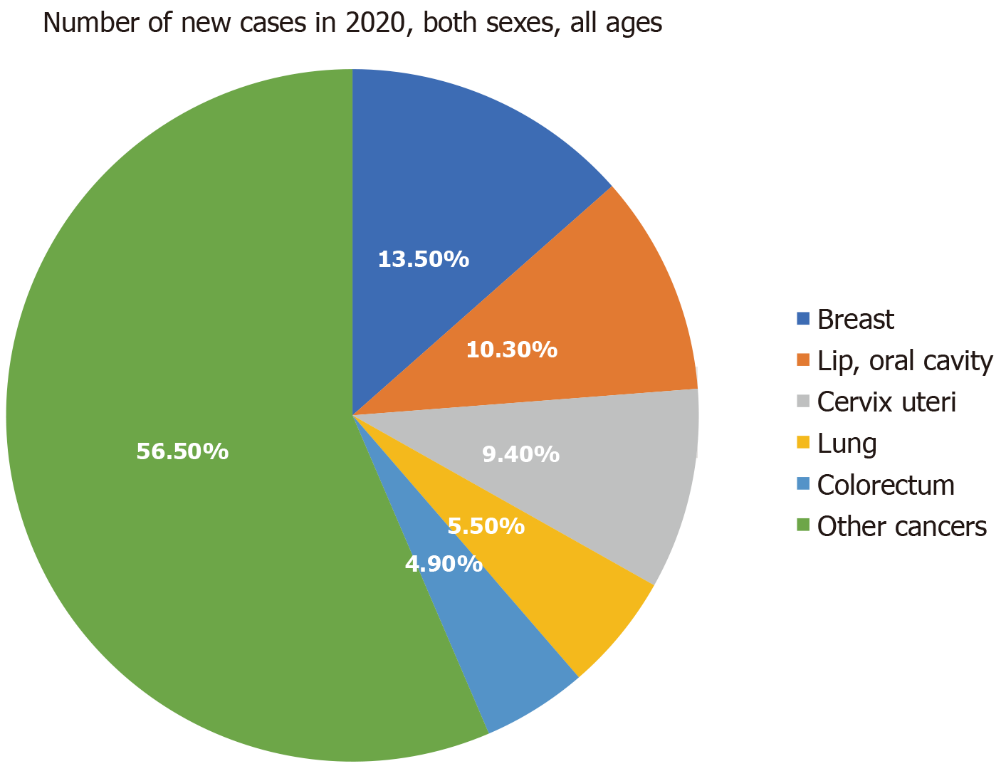 Number of new cases in 2020, both sexes, all ages
13.50%
10.30%
9.40%
5.50%
4.90%
56.50%
Breast
Lip, oral cavity
Cervix uteri
Lung
Colorectum
Other cancers